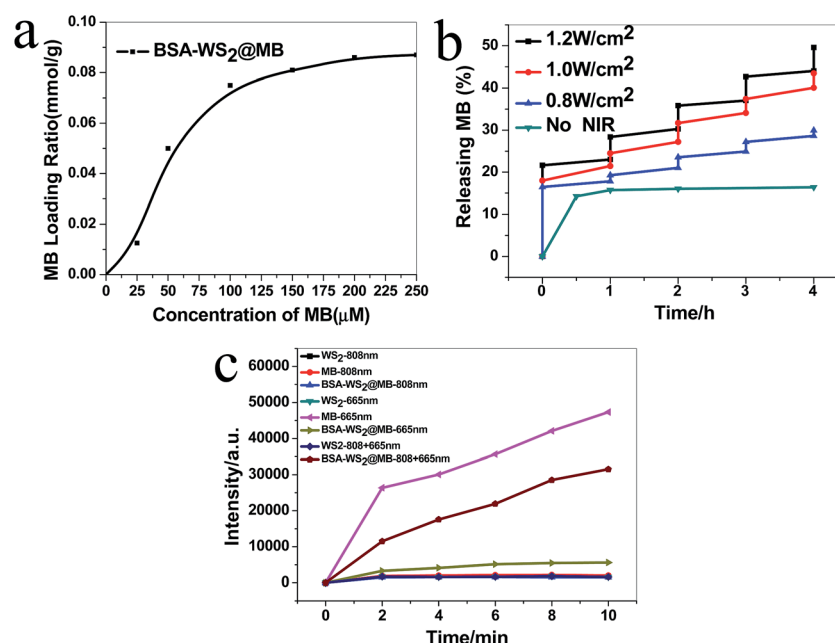 a
BSA-WS2@MB
MB Loading Ratio(mmol/g)
0.10
0.08
0.06
0.04
0.02
0.00
0 25 50 75 100 125 150 175 200 225 250
Concentration of MB(μM)
b
1.2W/cm2
1.0W/cm2
0.8W/cm2
No NIR
Releasing MB (%)
50
40
30
20
10
0
0 1 2 3 4
Time/h
c
WS2-808nm
MB-808nm
BSA-WS2@MB-808nm
WS2-665nm
MB-665nm
BSA-WS2@MB-665nm
WS2-808+665nm
BSA-WS2@MB-808+665nm
Intensity/a.u.
60000
50000
40000
30000
20000
10000
0
0 2 4 6 8 10
Time/min